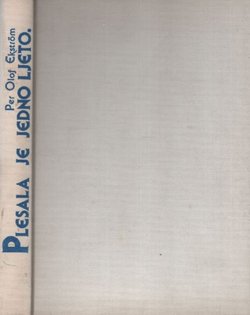 Per Olof Ekström
PLESALA JE JEDNO LJETO.